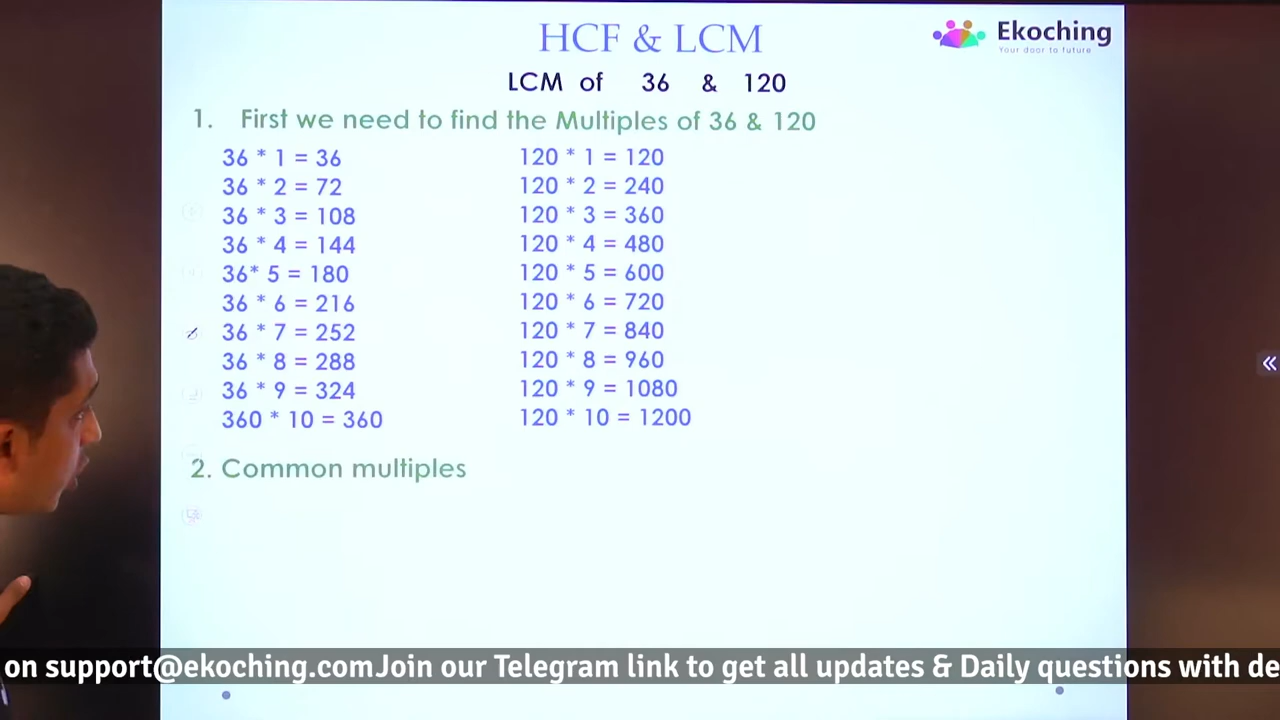 HCF & LCM
Ekoching
Your door to future
LCM of 36 & 120
1. First we need to find the Multiples of 36 & 120
36 * 1 = 36
120 * 1 = 120
36 * 2 = 72
120 * 2 = 240
36 * 3 = 108
120 * 3 = 360
36 * 4 = 144
120 * 4 = 480
36* 5 = 180
120 * 5 = 600
36 * 6 = 216
120 * 6 = 720
36 * 7 = 252
120 * 7 = 840
36 * 8 = 288
120 * 8 = 960
36 * 9 = 324
120 * 9 = 1080
360 * 10 = 360
120 * 10 = 1200
2. Common multiples
on support@ekoching.comJoin our Telegram link to get all updates & Daily questions with de